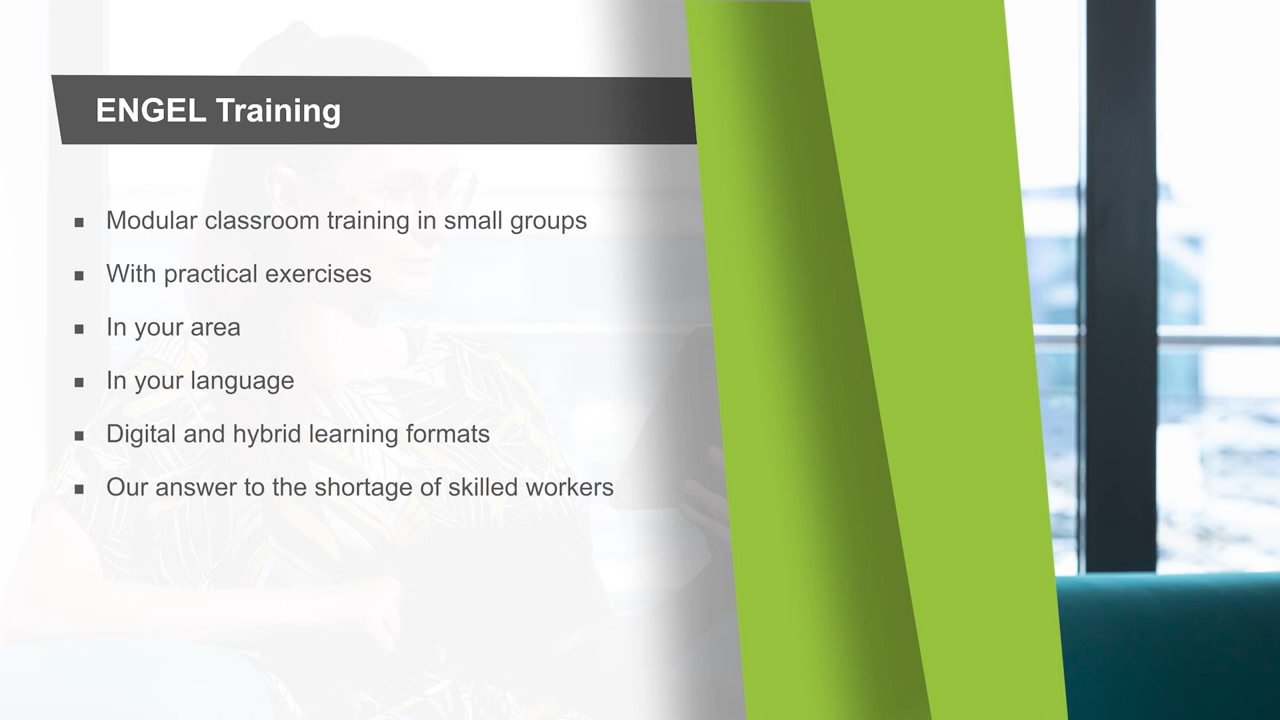 ENGEL Training
Modular classroom training in small groups
With practical exercises
In your area
In your language
Digital and hybrid learning formats
Our answer to the shortage of skilled workers